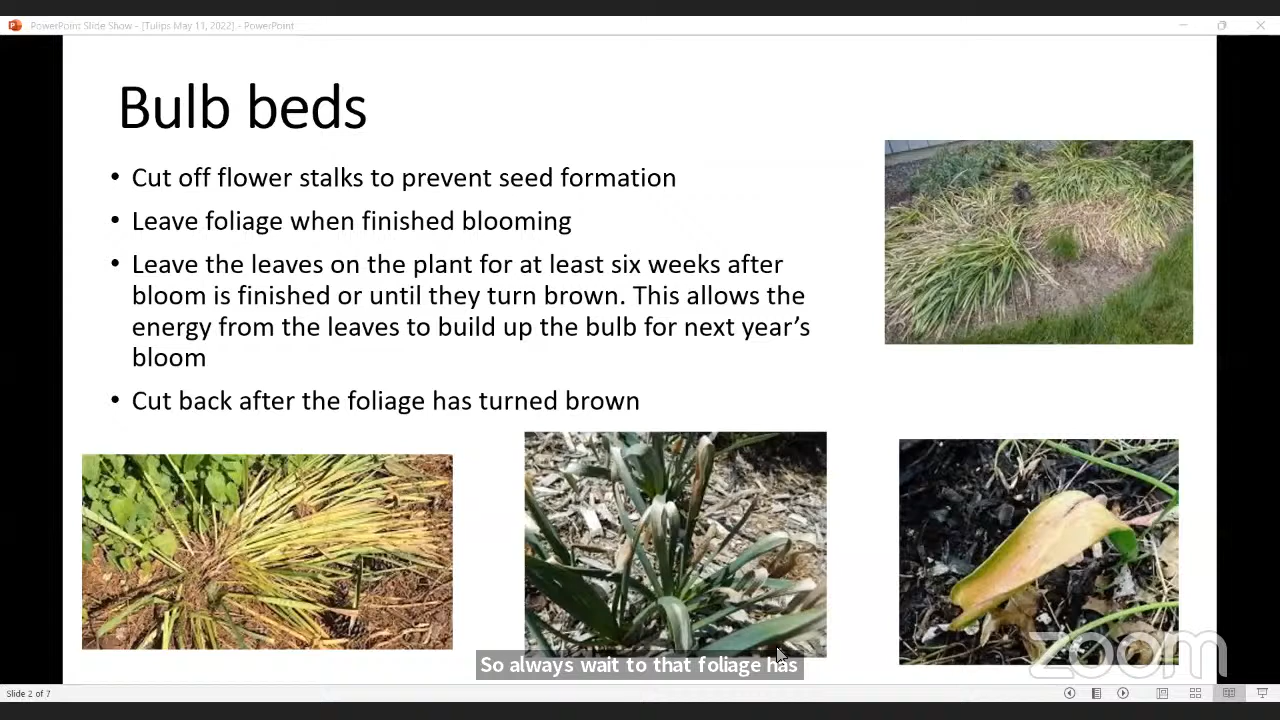 PowerPoint Slide Show - [Tulips May 11, 2022] - PowerPoint
Bulb beds
• Cut off flower stalks to prevent seed formation
• Leave foliage when finished blooming
• Leave the leaves on the plant for at least six weeks after
bloom is finished or until they turn brown. This allows the
energy from the leaves to build up the bulb for next year’s
bloom
• Cut back after the foliage has turned brown
zoom
So always wait to that foliage has
Slide 2 of 7